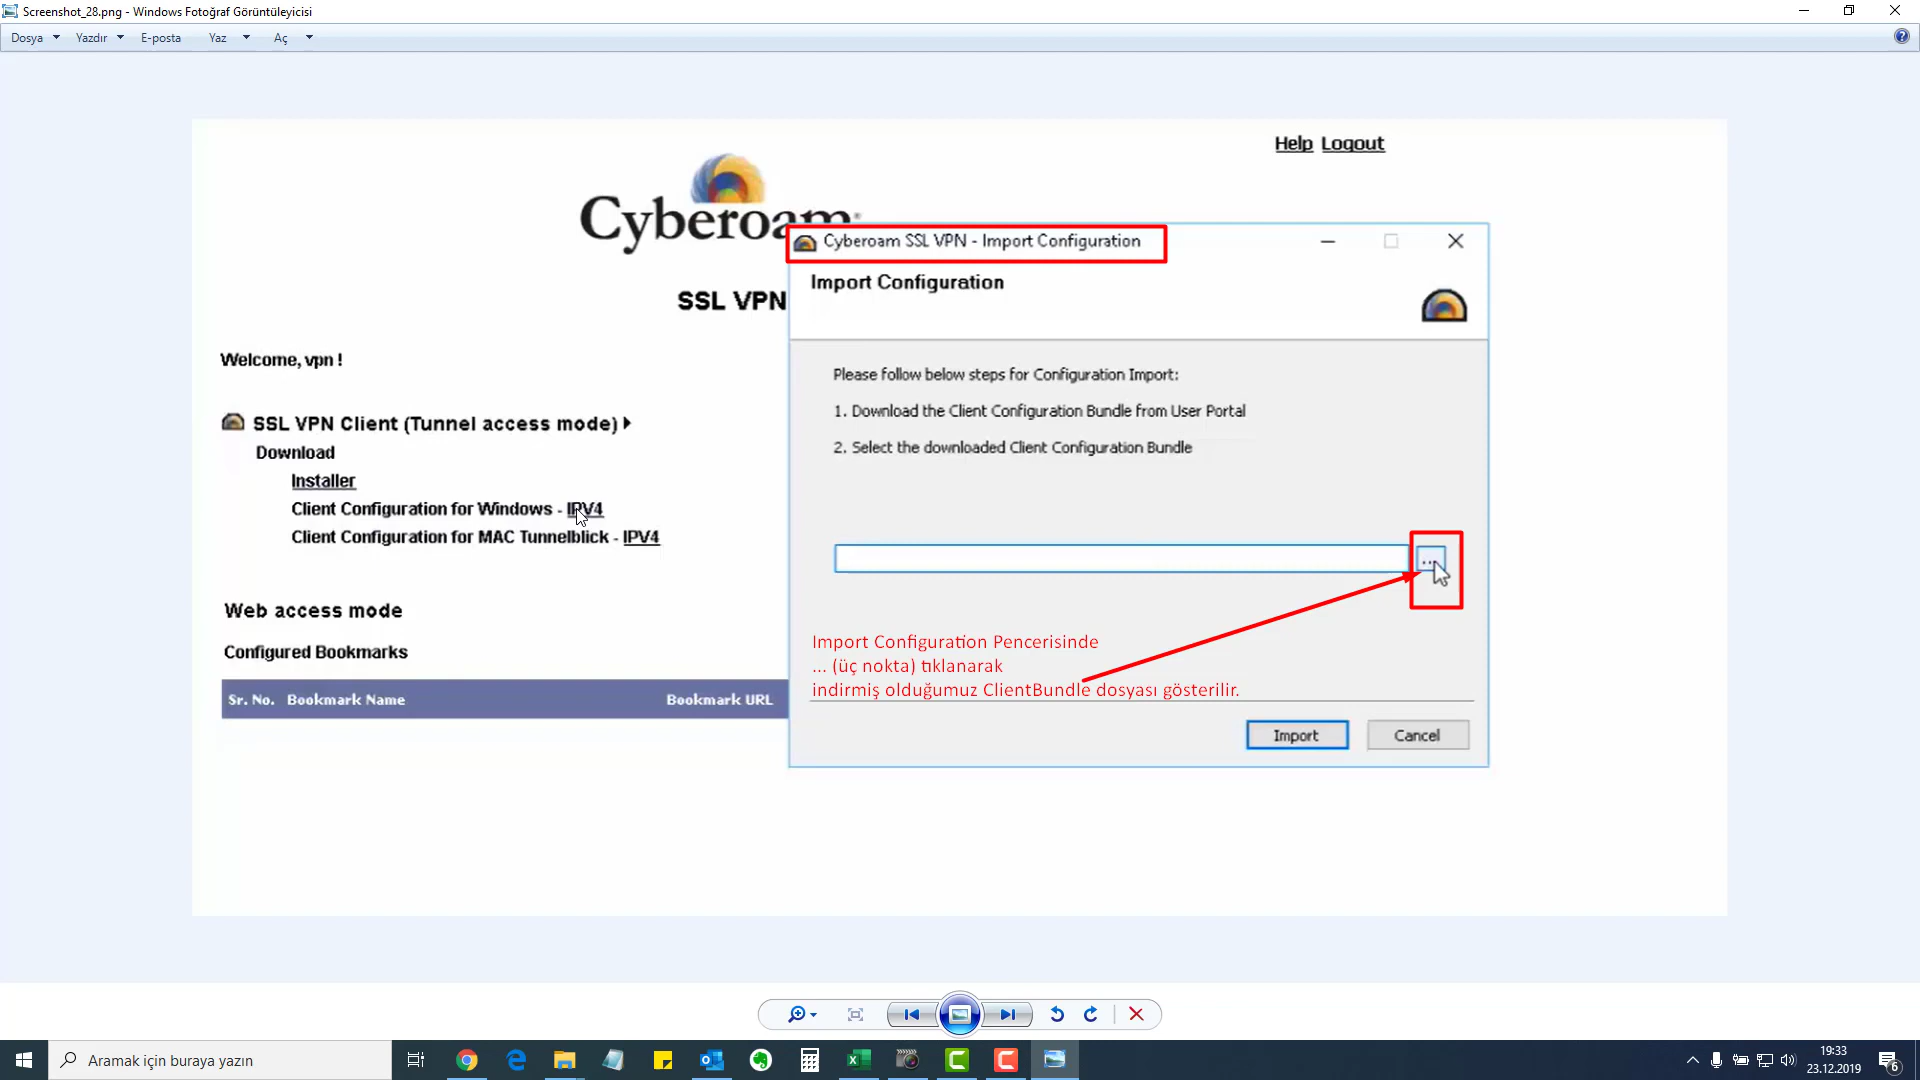 Screenshot_28.png - Windows Fotoğraf Görüntüleyicisi
Dosya Yazdır E-posta Yaz Aç
Help Logout
Cyberoam
SSL VPN
Welcome, vpn !
SSL VPN Client (Tunnel access mode)
Download
Installer
Client Configuration for Windows - IPV4
Client Configuration for MAC Tunnelblick - IPV4
Web access mode
Configured Bookmarks
Sr. No. Bookmark Name Bookmark URL
Cyberoam SSL VPN - Import Configuration
Import Configuration
Please follow below steps for Configuration Import:
1. Download the Client Configuration Bundle from User Portal
2. Select the downloaded Client Configuration Bundle
...
Import Configuration Pencerisinde
... (üç nokta) tıklanarak
indirmiş olduğumuz ClientBundle dosyası gösterilir.
Import Cancel
Aramak için buraya yazın
19:33
23.12.2019
6